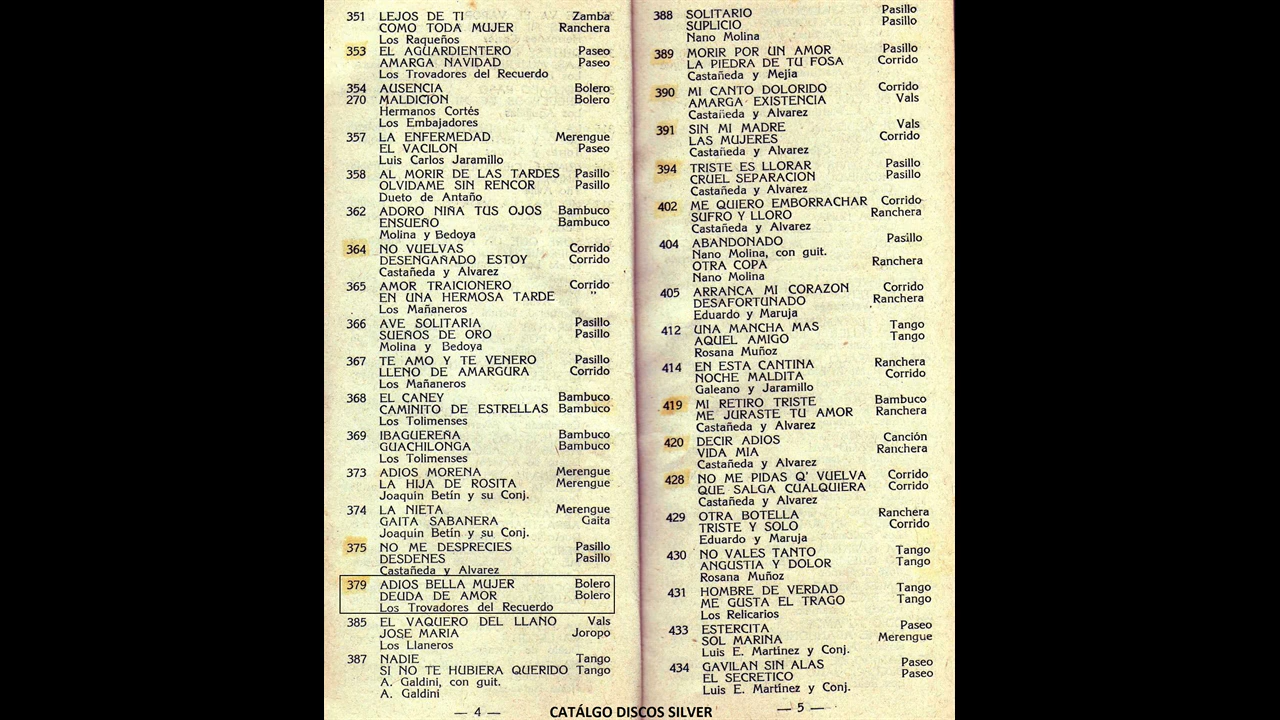 351 LEJOS DE TI Zamba
COMO TODA MUJER Ranchera
Los Raqueños
353 EL AGUARDIENTERO Paseo
AMARGA NAVIDAD Paseo
Los Trovadores del Recuerdo
354 AUSENCIA Bolero
270 MALDICION Bolero
Hermanos Cortés
Los Embajadores
357 LA ENFERMEDAD Merengue
EL VACILON Paseo
Luis Carlos Jaramillo
358 AL MORIR DE LAS TARDES Pasillo
OLVIDAME SIN RENCOR Pasillo
Dueto de Antaño
362 ADORO NIÑA TUS OJOS Bambuco
ENSUEÑO Bambuco
Molina y Bedoya
364 NO VUELVAS Corrido
DESENGAÑADO ESTOY Corrido
Castañeda y Alvarez
365 AMOR TRAICIONERO Corrido
EN UNA HERMOSA TARDE "
Los Mañaneros
366 AVE SOLITARIA Pasillo
SUEÑOS DE ORO Pasillo
Molina y Bedoya
367 TE AMO Y TE VENERO Pasillo
LLENO DE AMARGURA Corrido
Los Mañaneros
368 EL CANEY Bambuco
CAMINITO DE ESTRELLAS Bambuco
Los Tolimenses
369 IBAGUEREÑA Bambuco
GUACHILONGA Bambuco
Los Tolimenses
373 ADIOS MORENA Merengue
LA HIJA DE ROSITA Merengue
Joaquín Betín y su Conj.
374 LA NIETA Merengue
GAITA SABANERA Gaita
Joaquín Betín y su Conj.
375 NO ME DESPRECIES Pasillo
DESDENES Pasillo
Castañeda y Alvarez
379 ADIOS BELLA MUJER Bolero
DEUDA DE AMOR Bolero
Los Trovadores del Recuerdo
385 EL VAQUERO DEL LLANO Vals
JOSE MARIA Joropo
Los Llaneros
387 NADIE Tango
SI NO TE HUBIERA QUERIDO Tango
A. Galdini, con guit.
A. Galdini
— 4 —
388 SOLITARIO Pasillo
SUPLICIO Pasillo
Nano Molina
389 MORIR POR UN AMOR Pasillo
LA PIEDRA DE TU FOSA Corrido
Castañeda y Mejía
390 MI CANTO DOLORIDO Corrido
AMARGA EXISTENCIA Vals
Castañeda y Alvarez
391 SIN MI MADRE Vals
LAS MUJERES Corrido
Castañeda y Alvarez
394 TRISTE ES LLORAR Pasillo
CRUEL SEPARACION Pasillo
Castañeda y Alvarez
402 ME QUIERO EMBORRACHAR Corrido
SUFRO Y LLORO Ranchera
Castañeda y Alvarez
404 ABANDONADO Pasillo
Nano Molina, con guit.
OTRA COPA Ranchera
Nano Molina
405 ARRANCA MI CORAZON Corrido
DESAFORTUNADO Ranchera
Eduardo y Maruja
412 UNA MANCHA MAS Tango
AQUEL AMIGO Tango
Rosana Muñoz
414 EN ESTA CANTINA Ranchera
NOCHE MALDITA Corrido
Galeano y Jaramillo
419 MI RETIRO TRISTE Bambuco
ME JURASTE TU AMOR Ranchera
Castañeda y Alvarez
420 DECIR ADIOS Canción
VIDA MIA Ranchera
Castañeda y Alvarez
428 NO ME PIDAS Q' VUELVA Corrido
QUE SALGA CUALQUIERA Corrido
Castañeda y Alvarez
429 OTRA BOTELLA Ranchera
TRISTE Y SOLO Corrido
Eduardo y Maruja
430 NO VALES TANTO Tango
ANGUSTIA Y DOLOR Tango
Rosana Muñoz
431 HOMBRE DE VERDAD Tango
ME GUSTA EL TRAGO Tango
Los Relicarios
433 ESTERCITA Paseo
SOL MARINA Merengue
Luis E. Martínez y Conj.
434 GAVILAN SIN ALAS Paseo
EL SECRETICO Paseo
Luis E. Martínez y Conj.
— 5 —
CATÁLGO DISCOS SILVER